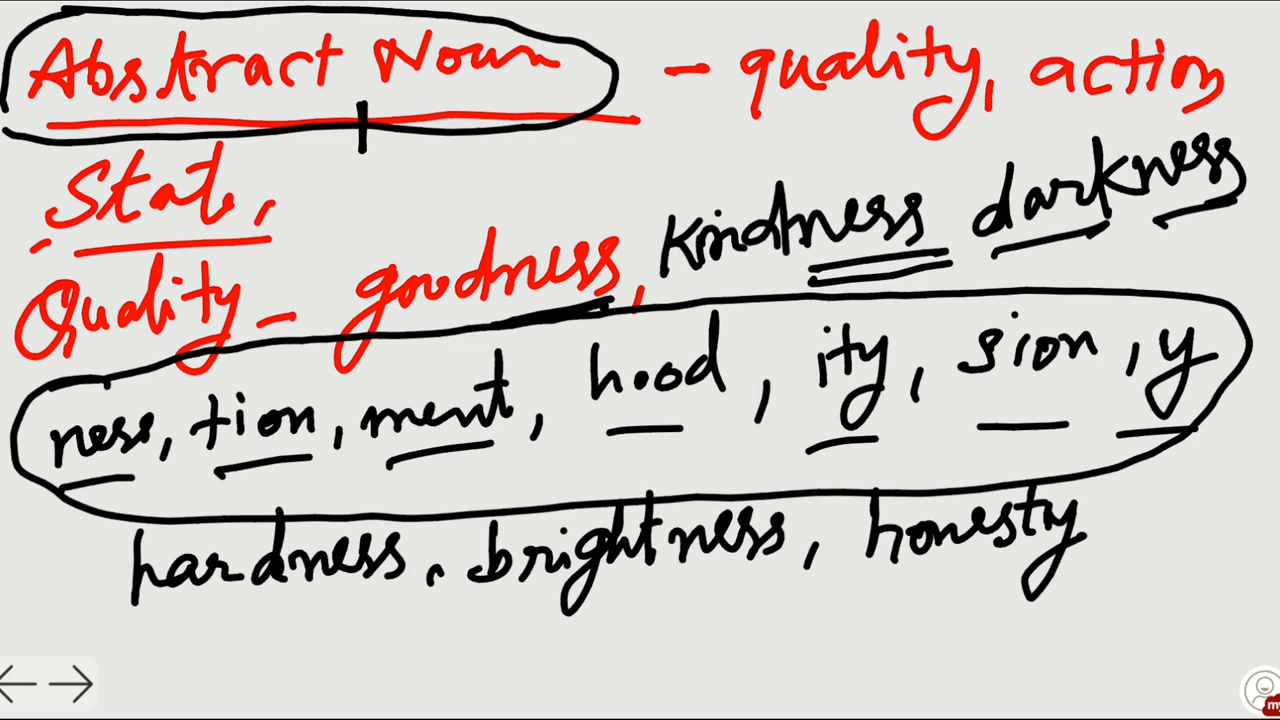 Abstract Noun - quality, action
State,
Quality - goodness, kindness darkness
ness, tion, ment, hood, ity, sion, y
hardness, brightness, honesty